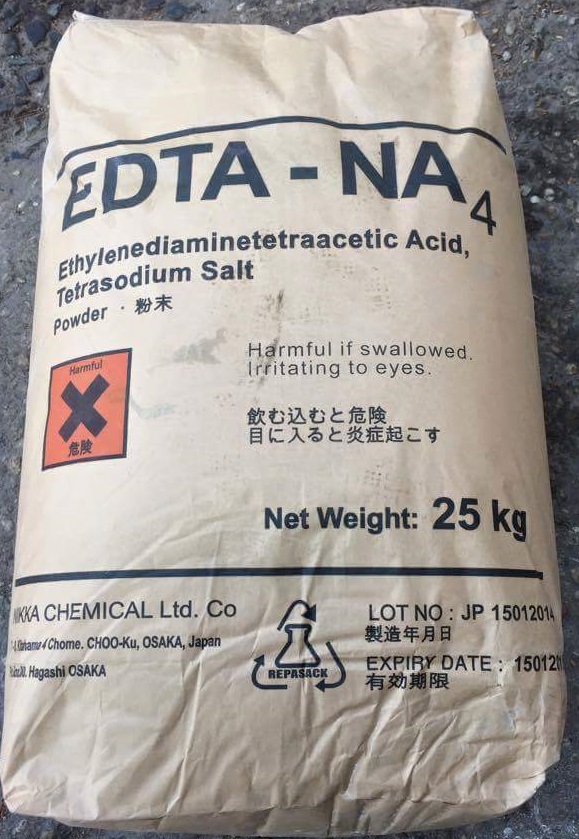 EDTA - NA4
Ethylenediaminetetraacetic Acid,
Tetrasodium Salt
Powder ・ 粉末
Harmful
危険
Harmful if swallowed.
Irritating to eyes.
飲む込むと危険
目に入ると炎症起こす
Net Weight: 25 kg
IKKA CHEMICAL Ltd. Co
4 Chome. CHOO-Ku, OSAKA, Japan
Hagashi OSAKA
REPASACK
LOT NO : JP 15012014
製造年月日
EXPIRY DATE : 150120
有効期限